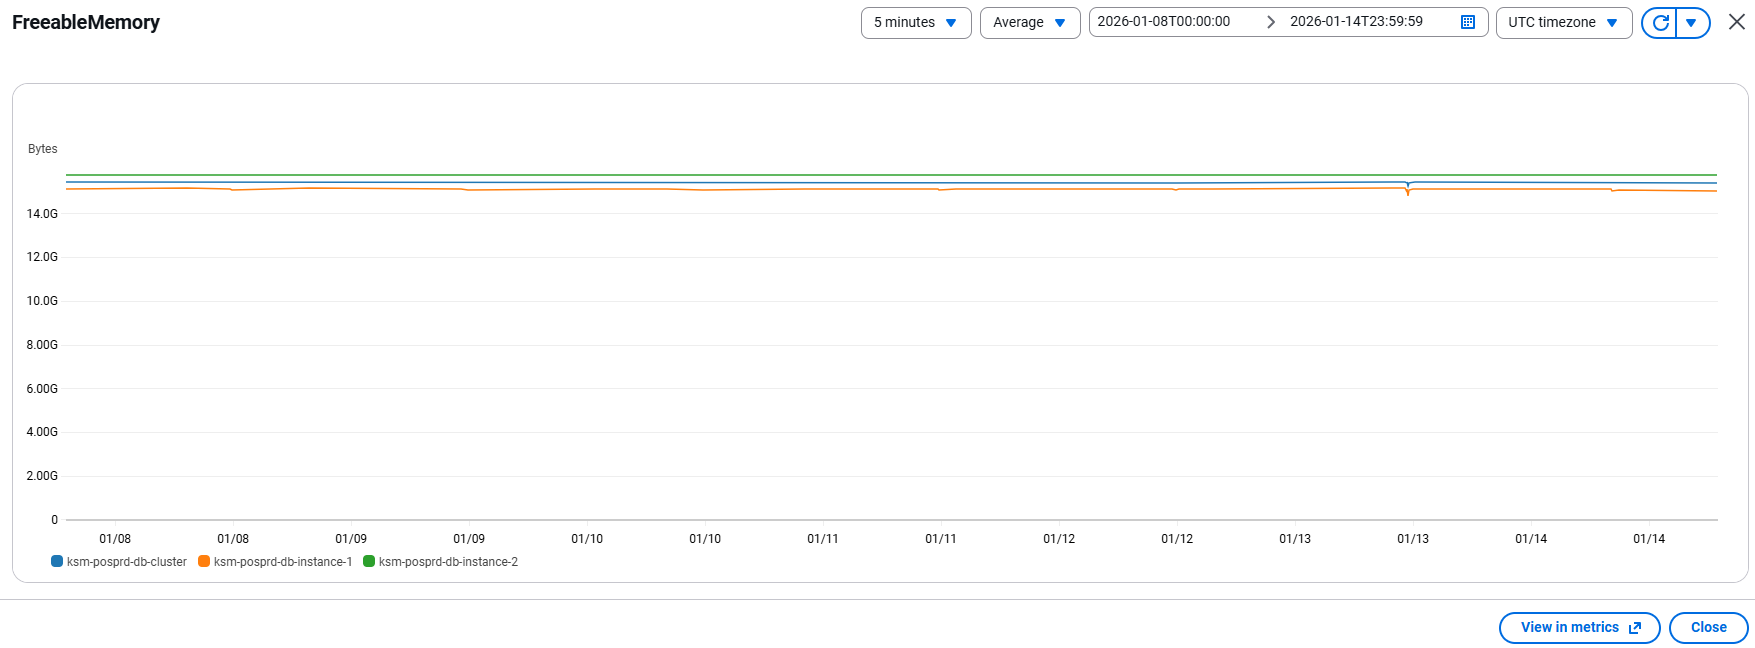 FreeableMemory
5 minutes
Average
2026-01-08T00:00:00
2026-01-14T23:59:59
UTC timezone
Bytes
14.0G
12.0G
10.0G
8.00G
6.00G
4.00G
2.00G
0
01/08 01/08 01/09 01/09 01/10 01/10 01/11 01/11 01/12 01/12 01/13 01/13 01/14 01/14
ksm-posprd-db-cluster ksm-posprd-db-instance-1 ksm-posprd-db-instance-2
View in metrics
Close